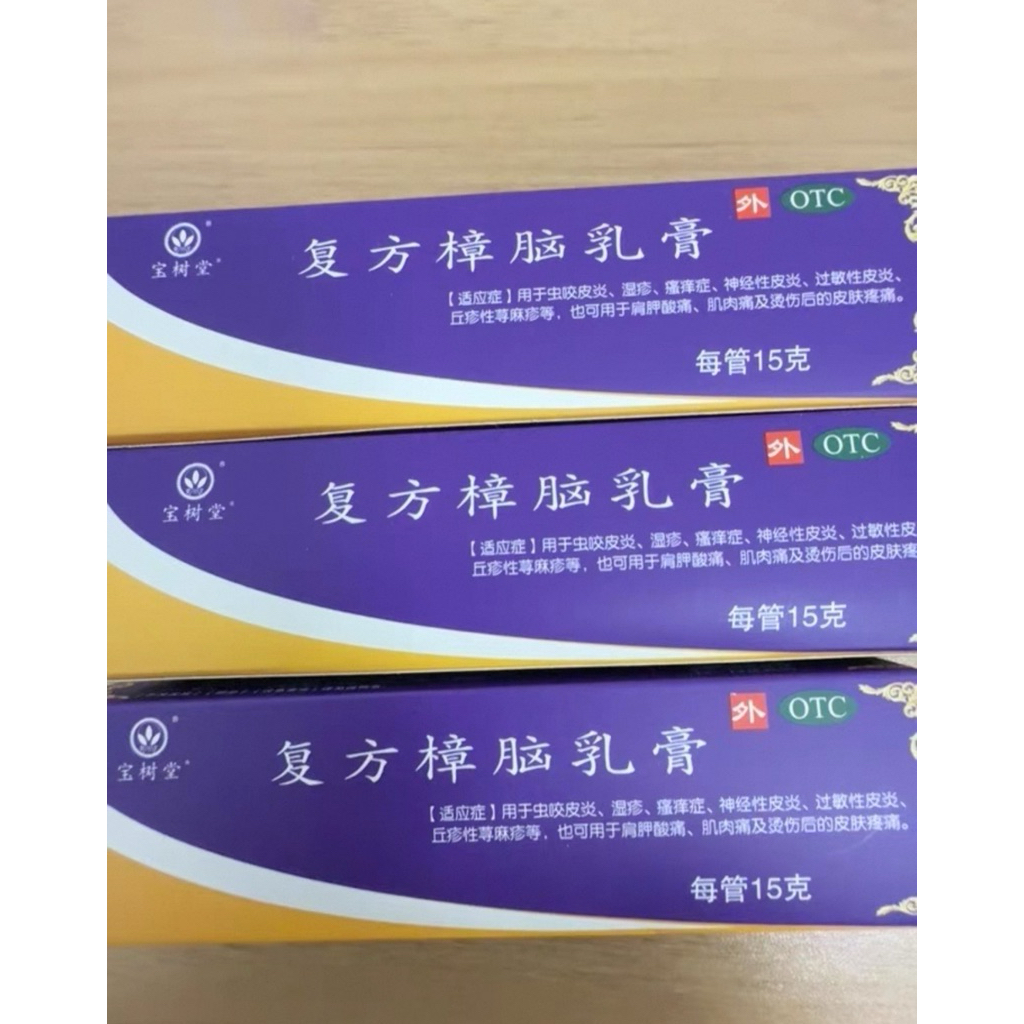 外 OTC
宝树堂
复方樟脑乳膏
【适应症】用于虫咬皮炎、湿疹、瘙痒症、神经性皮炎、过敏性皮炎、
丘疹性荨麻疹等，也可用于肩胛酸痛、肌肉痛及烫伤后的皮肤疼痛。
每管15克
外 OTC
宝树堂
复方樟脑乳膏
【适应症】用于虫咬皮炎、湿疹、瘙痒症、神经性皮炎、过敏性皮
丘疹性荨麻疹等，也可用于肩胛酸痛、肌肉痛及烫伤后的皮肤疼
每管15克
外 OTC
宝树堂
复方樟脑乳膏
【适应症】用于虫咬皮炎、湿疹、瘙痒症、神经性皮炎、过敏性皮炎、
丘疹性荨麻疹等，也可用于肩胛酸痛、肌肉痛及烫伤后的皮肤疼痛。
每管15克